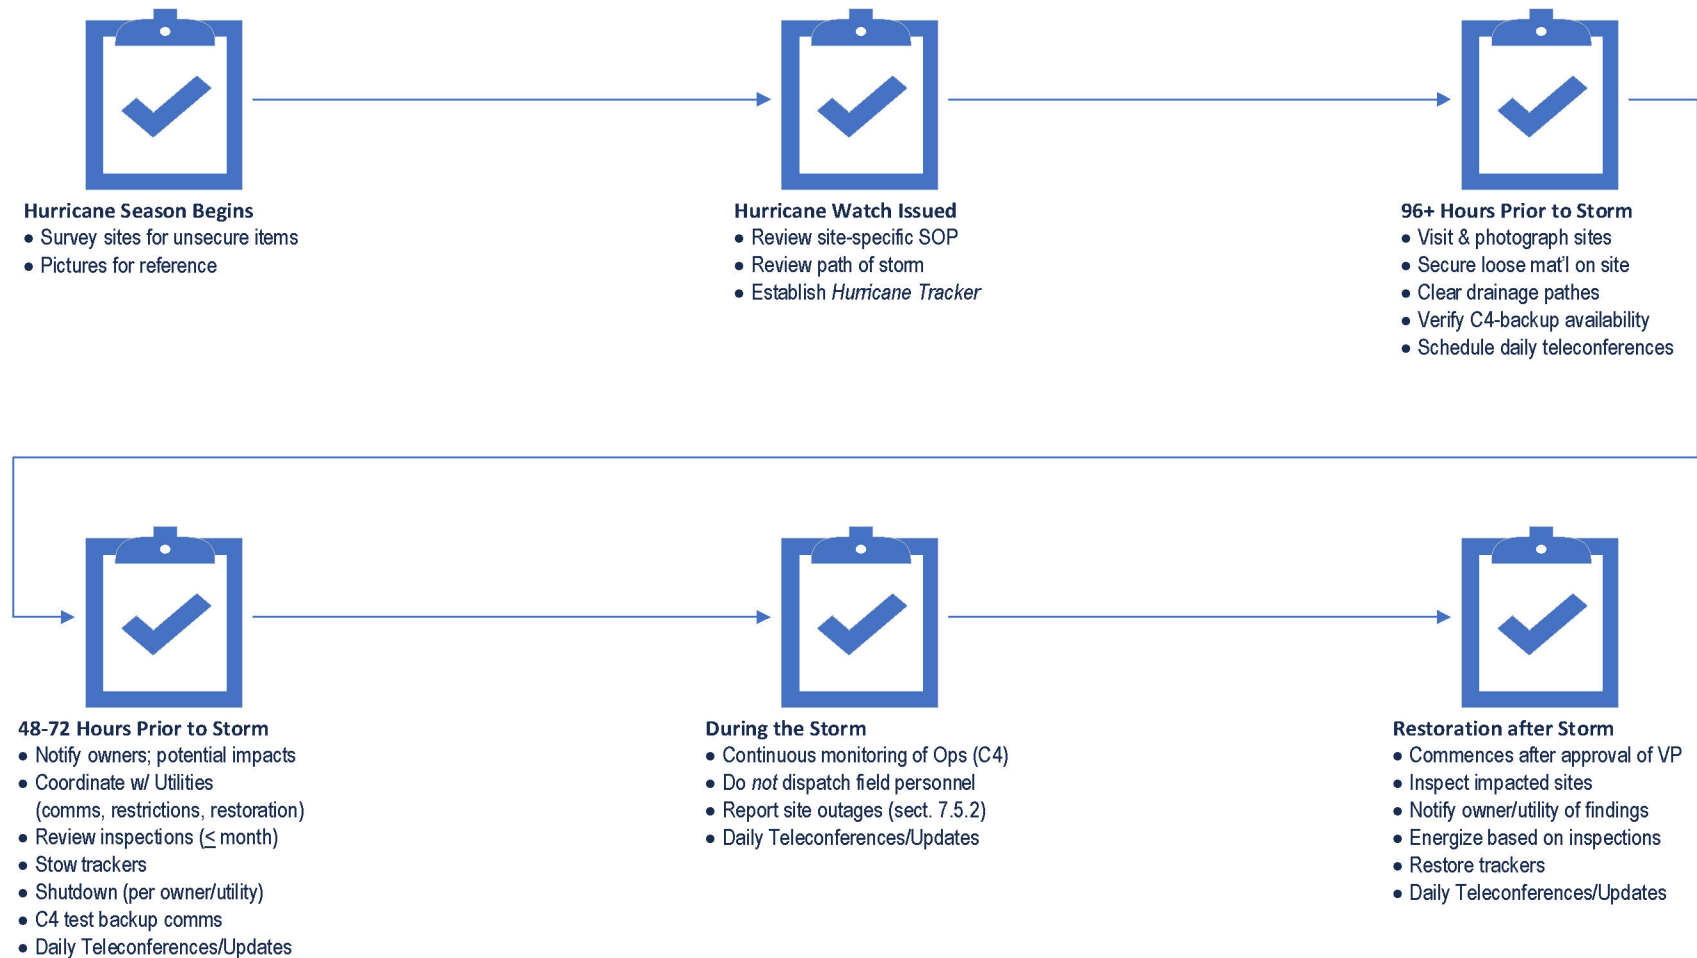 Hurricane Season Begins
● Survey sites for unsecure items
● Pictures for reference
Hurricane Watch Issued
● Review site-specific SOP
● Review path of storm
● Establish Hurricane Tracker
96+ Hours Prior to Storm
● Visit & photograph sites
● Secure loose mat'l on site
● Clear drainage pathes
● Verify C4-backup availability
● Schedule daily teleconferences
48-72 Hours Prior to Storm
● Notify owners; potential impacts
● Coordinate w/ Utilities
(comms, restrictions, restoration)
● Review inspections (≤ month)
● Stow trackers
● Shutdown (per owner/utility)
● C4 test backup comms
● Daily Teleconferences/Updates
During the Storm
● Continuous monitoring of Ops (C4)
● Do not dispatch field personnel
● Report site outages (sect. 7.5.2)
● Daily Teleconferences/Updates
Restoration after Storm
● Commences after approval of VP
● Inspect impacted sites
● Notify owner/utility of findings
● Energize based on inspections
● Restore trackers
● Daily Teleconferences/Updates